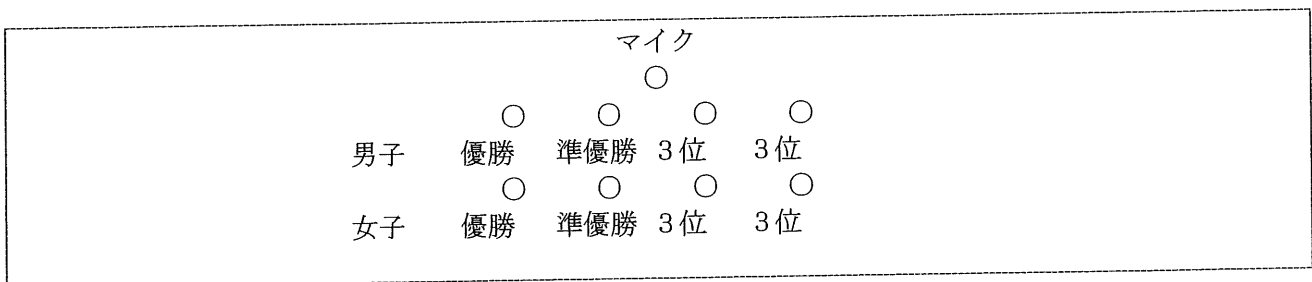 マイク
○
○ ○ ○ ○
男子 優勝 準優勝 3位 3位
○ ○ ○ ○
女子 優勝 準優勝 3位 3位